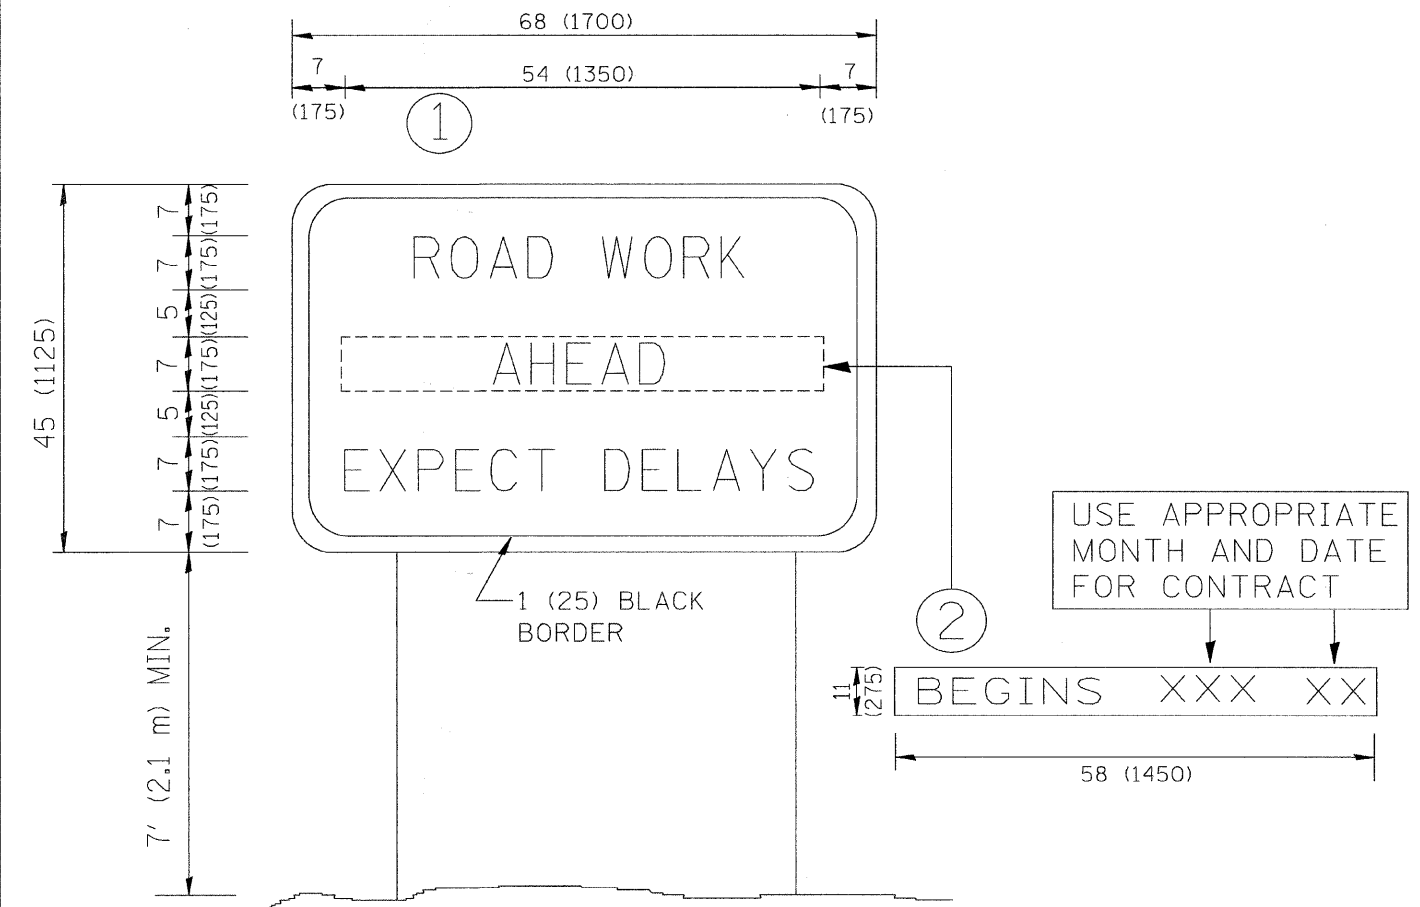 68 (1700)
7
54 (1350)
7
(175)
(175)
1
7
(175)
7
(175)
5
(125)
7
(175)
5
(125)
7
(175)
7
(175)
45 (1125)
ROAD WORK
AHEAD
EXPECT DELAYS
1 (25) BLACK
BORDER
7' (2.1 m) MIN.
USE APPROPRIATE
MONTH AND DATE
FOR CONTRACT
2
11
(275)
BEGINS XXX XX
58 (1450)